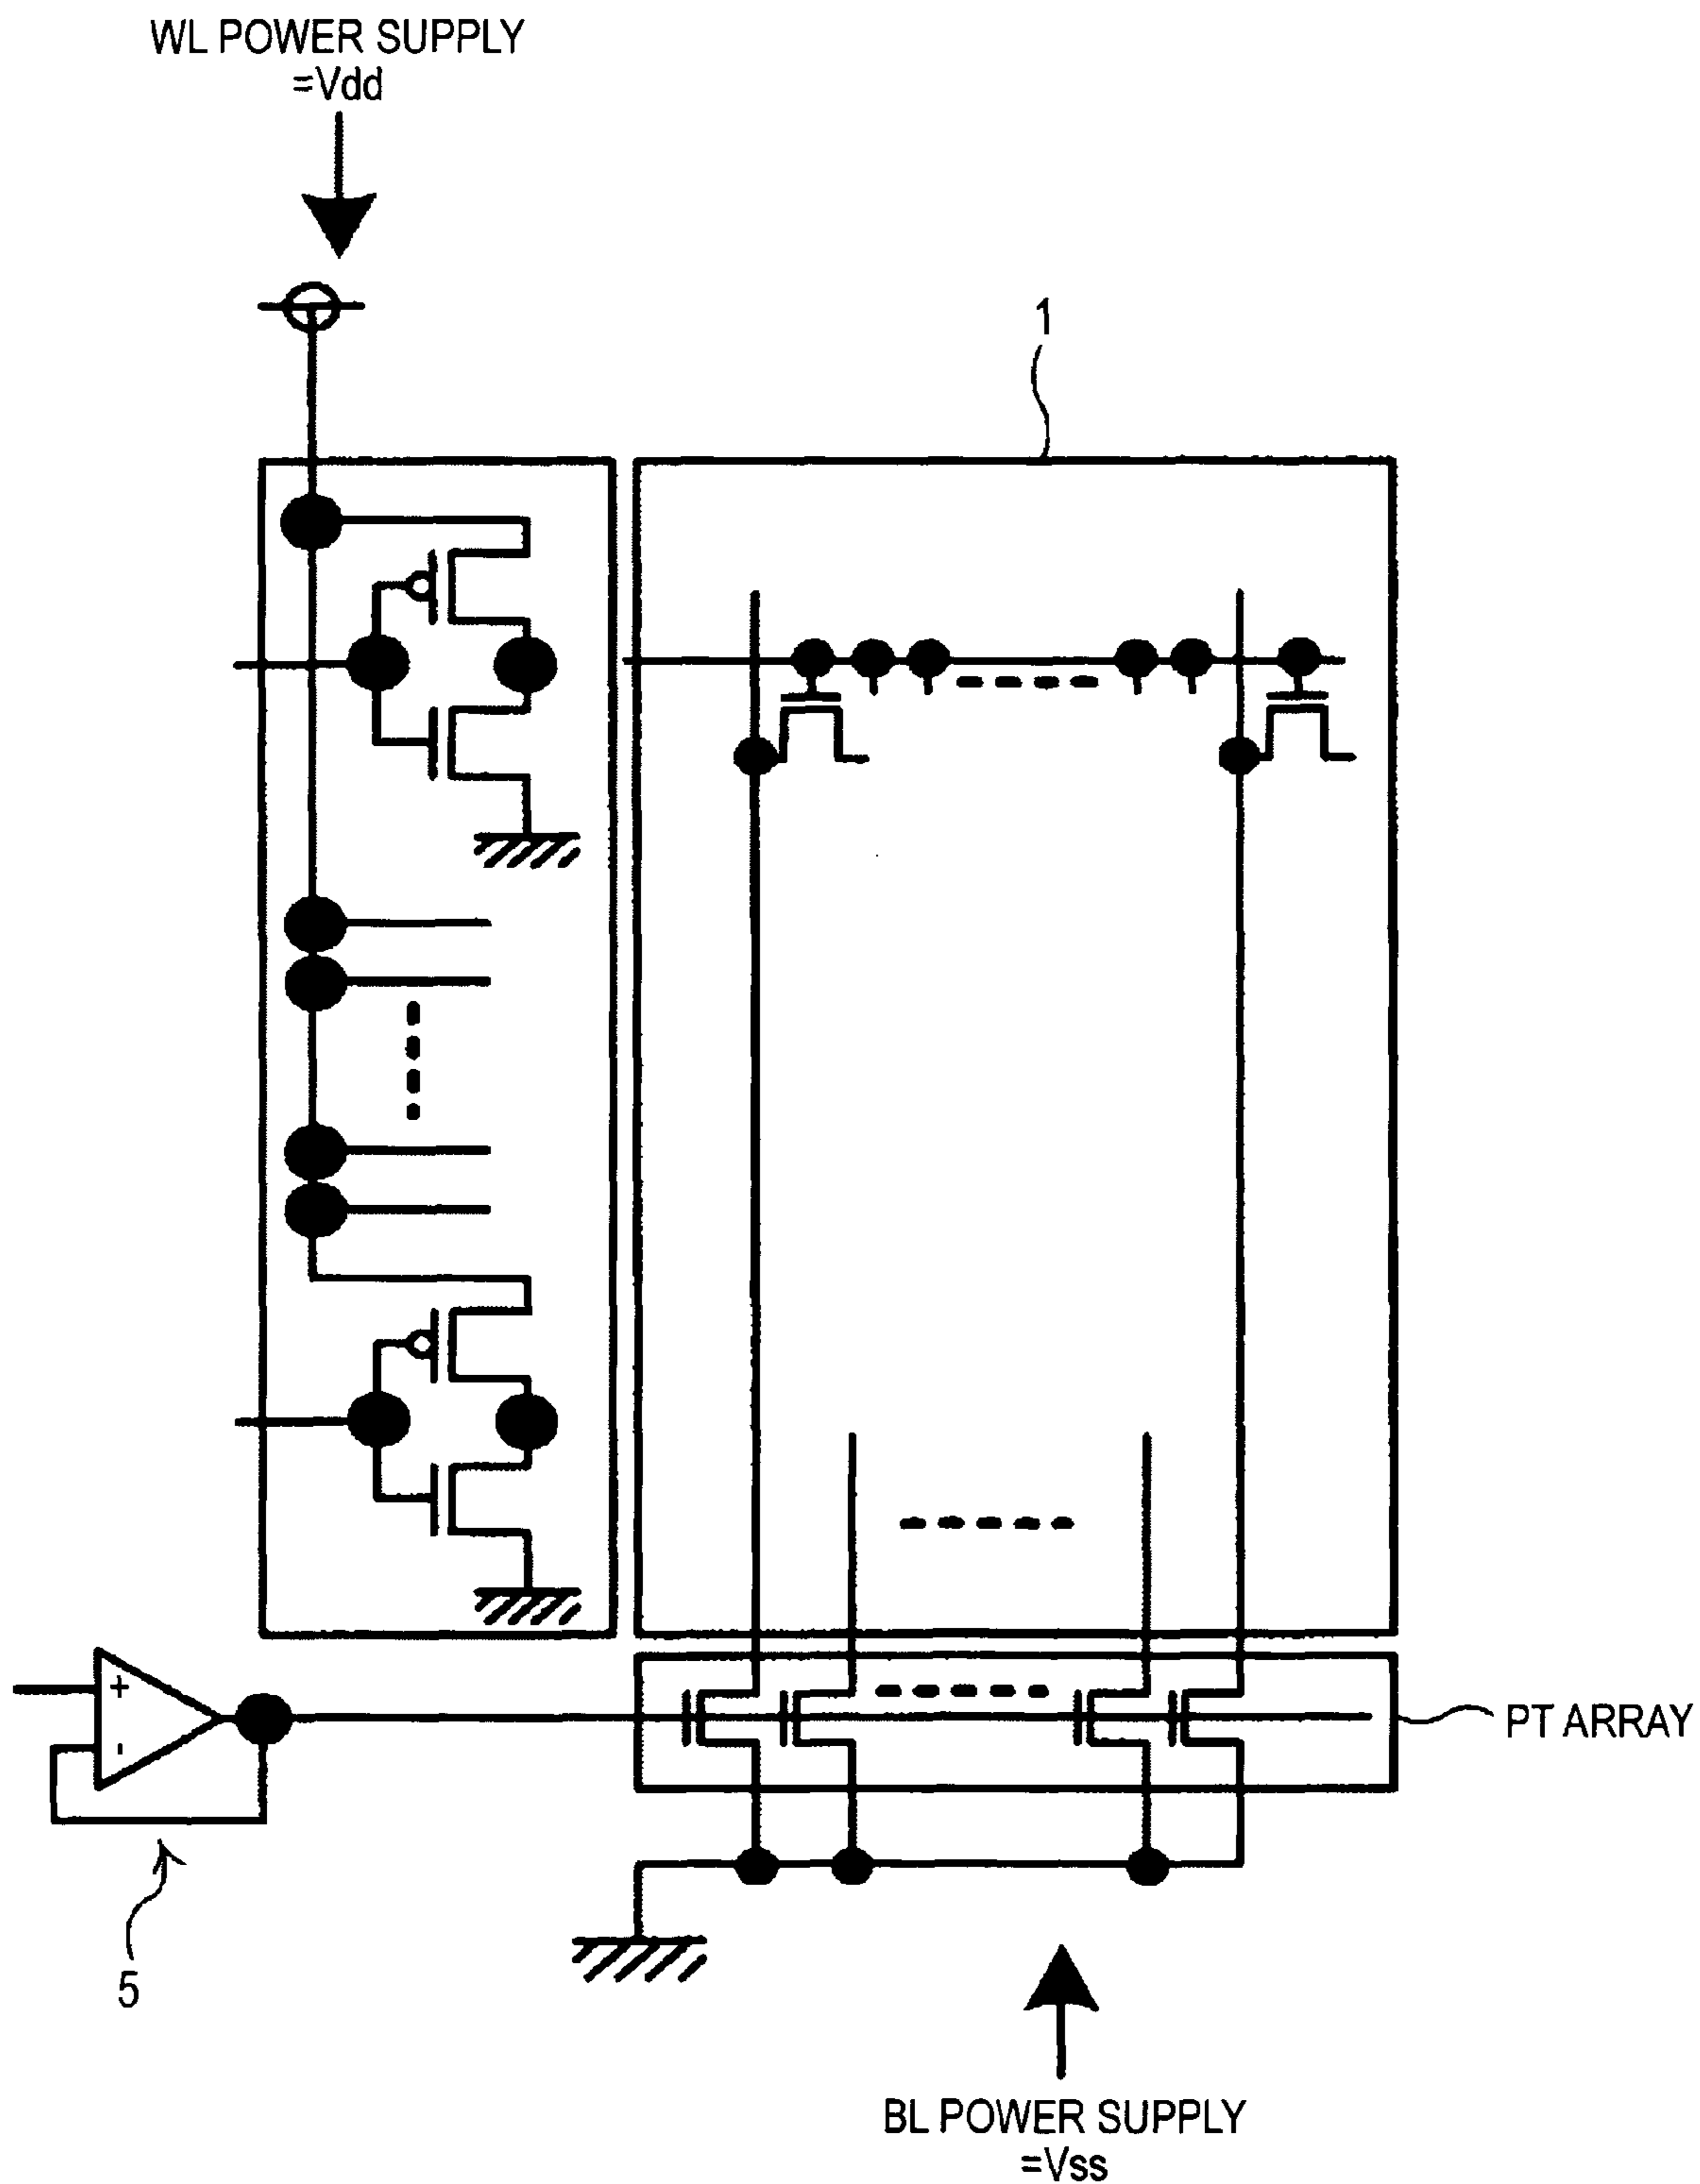 WL POWER SUPPLY
=Vdd
1
+
-
PT ARRAY
5
BL POWER SUPPLY
=Vss